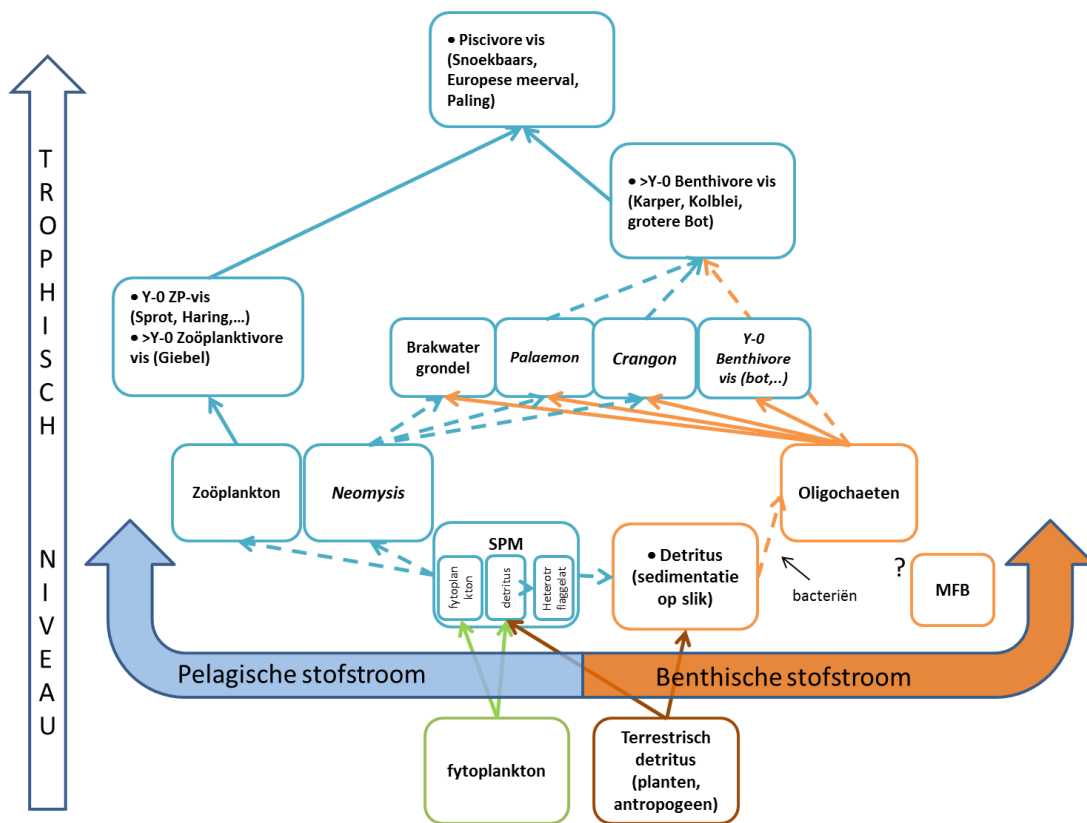 TROPHISCH NIVEAU
• Piscivore vis
(Snoekbaars,
Europese meerval,
Paling)
• >Y-0 Benthivore vis
(Karper, Kolblei,
grotere Bot)
• Y-0 ZP-vis
(Sprot, Haring,...)
• >Y-0 Zoöplanktivore
vis (Giebel)
Brakwater
grondel
Palaemon
Crangon
Y-0
Benthivore
vis (bot,..)
Zoöplankton
Neomysis
Oligochaeten
SPM
fytoplan
kton
detritus
Heterotr
flaggelat
• Detritus
(sedimentatie
op slik)
bacteriën
?
MFB
Pelagische stofstroom
Benthische stofstroom
fytoplankton
Terrestrisch
detritus
(planten,
antropogeen)